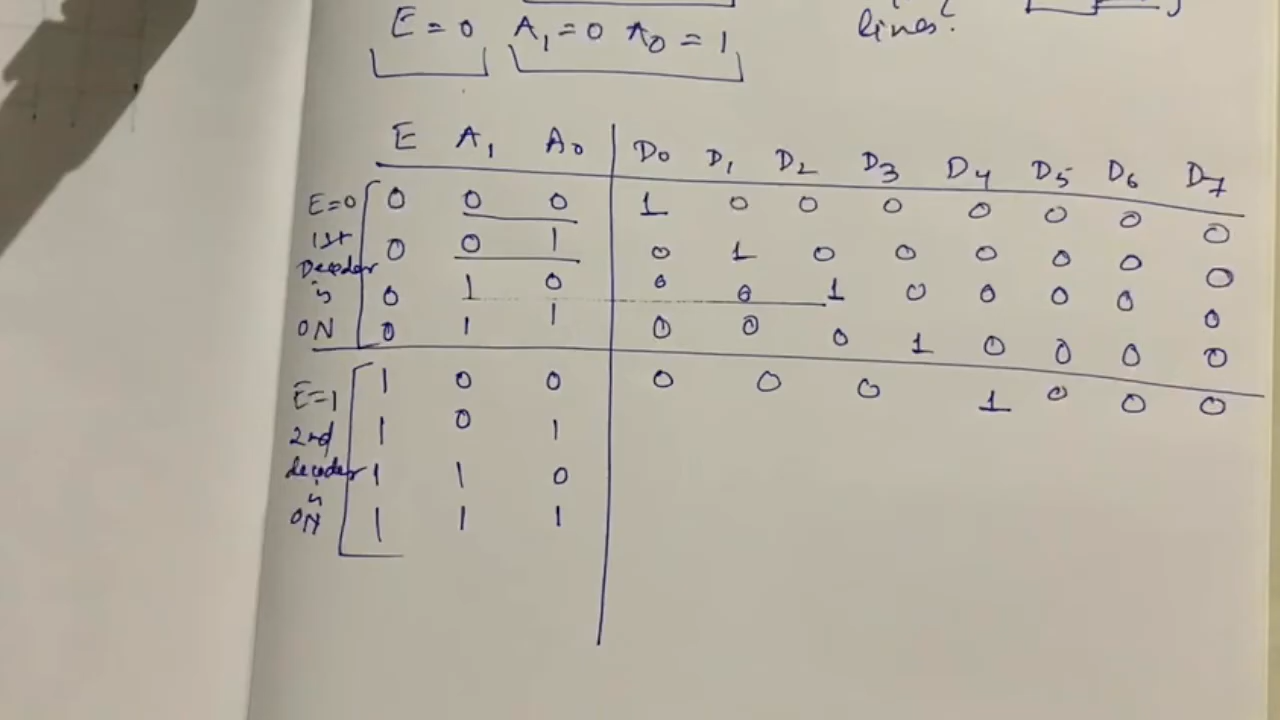 lines?
E = 0 A1 = 0 A0 = 1
E A1 A0 D0 D1 D2 D3 D4 D5 D6 D7
E=0 0 0 0 1 0 0 0 0 0 0 0
1st
0 0 1 0 1 0 0 0 0 0 0
Decoder
is 0 1 0 0 0 1 0 0 0 0 0
ON 0 1 1 0 0 0 1 0 0 0 0
E=1 1 0 0 0 0 0 1 0 0 0
2nd 1 0 1
decoder 1 1 0
is
ON 1 1 1